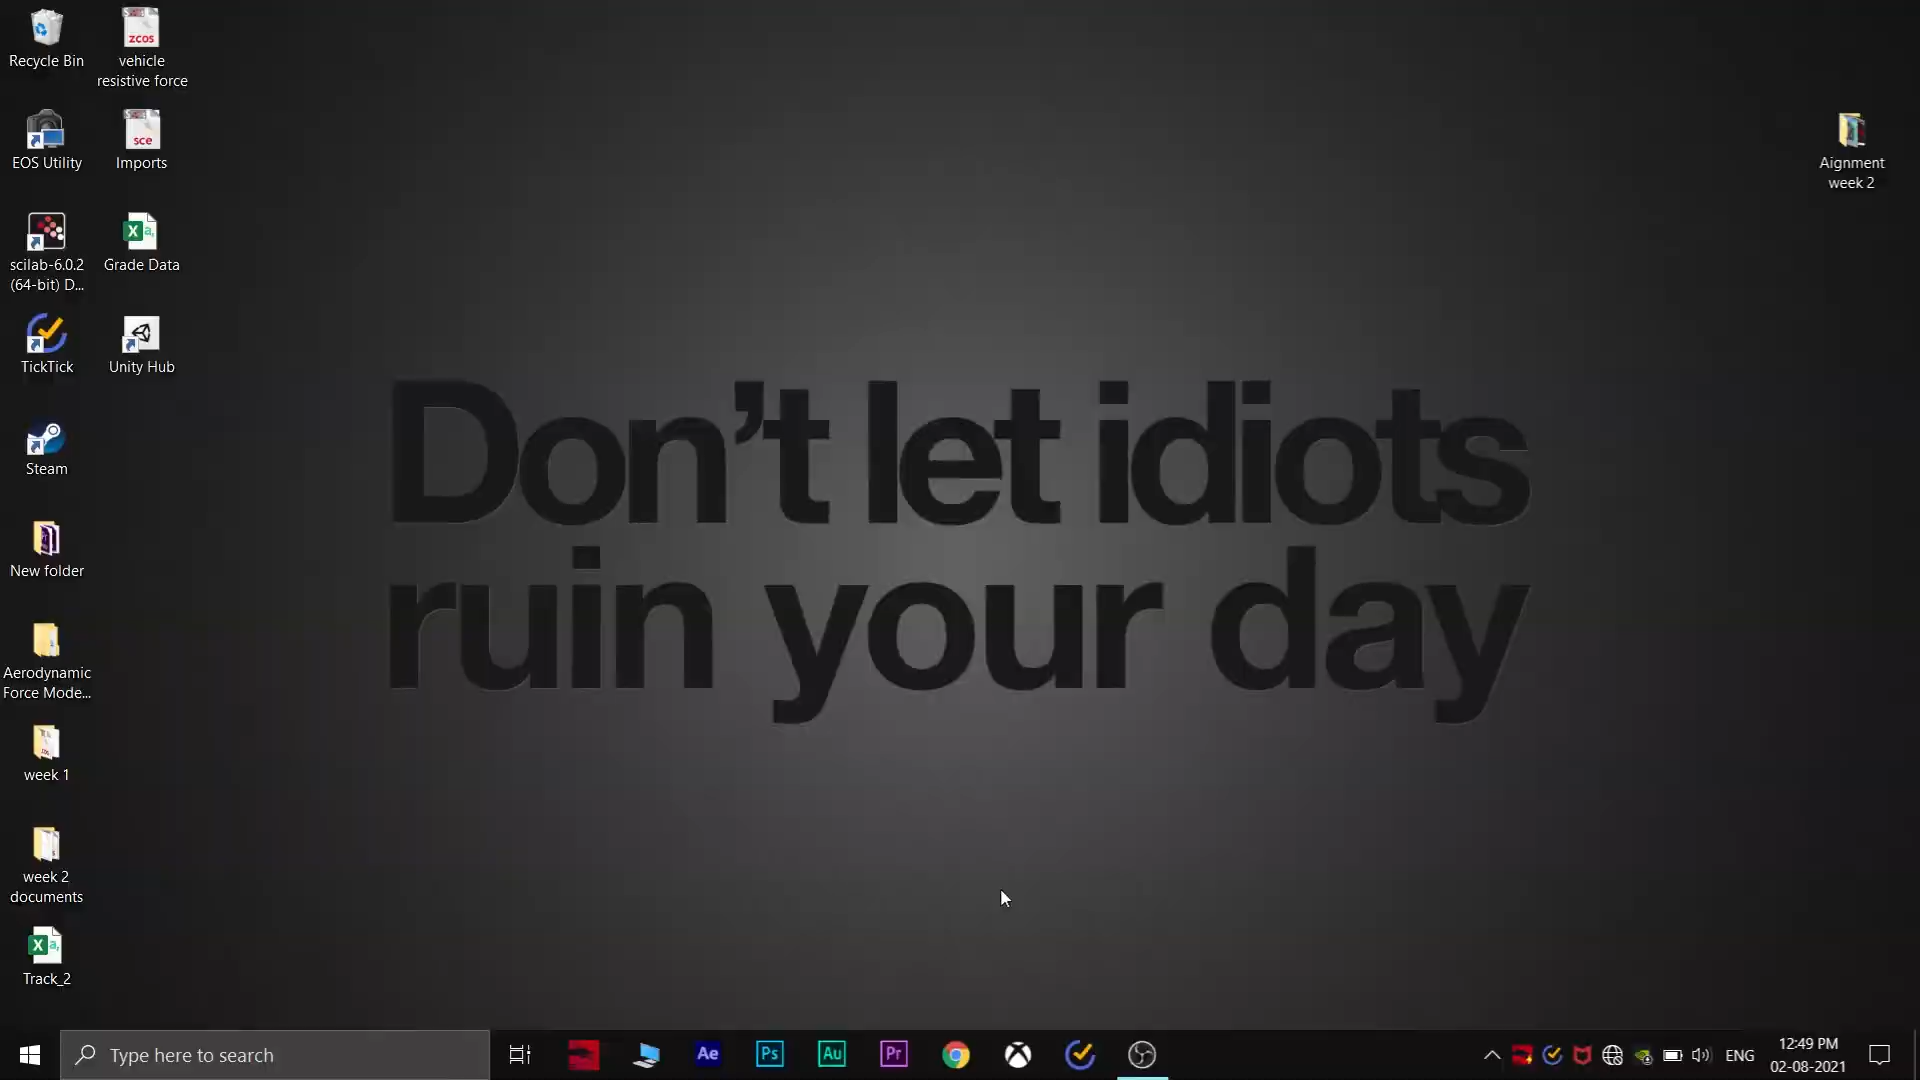 Recycle Bin
zcos
vehicle
resistive force
EOS Utility
sce
Imports
Aignment
week 2
scilab-6.0.2
(64-bit) D...
X a,
Grade Data
TickTick
Unity Hub
Steam
New folder
Aerodynamic
Force Mode...
week 1
week 2
documents
X a,
Track_2
Don't let idiots
ruin your day
Type here to search
Ae
Ps
Au
Pr
ENG
12:49 PM
02-08-2021